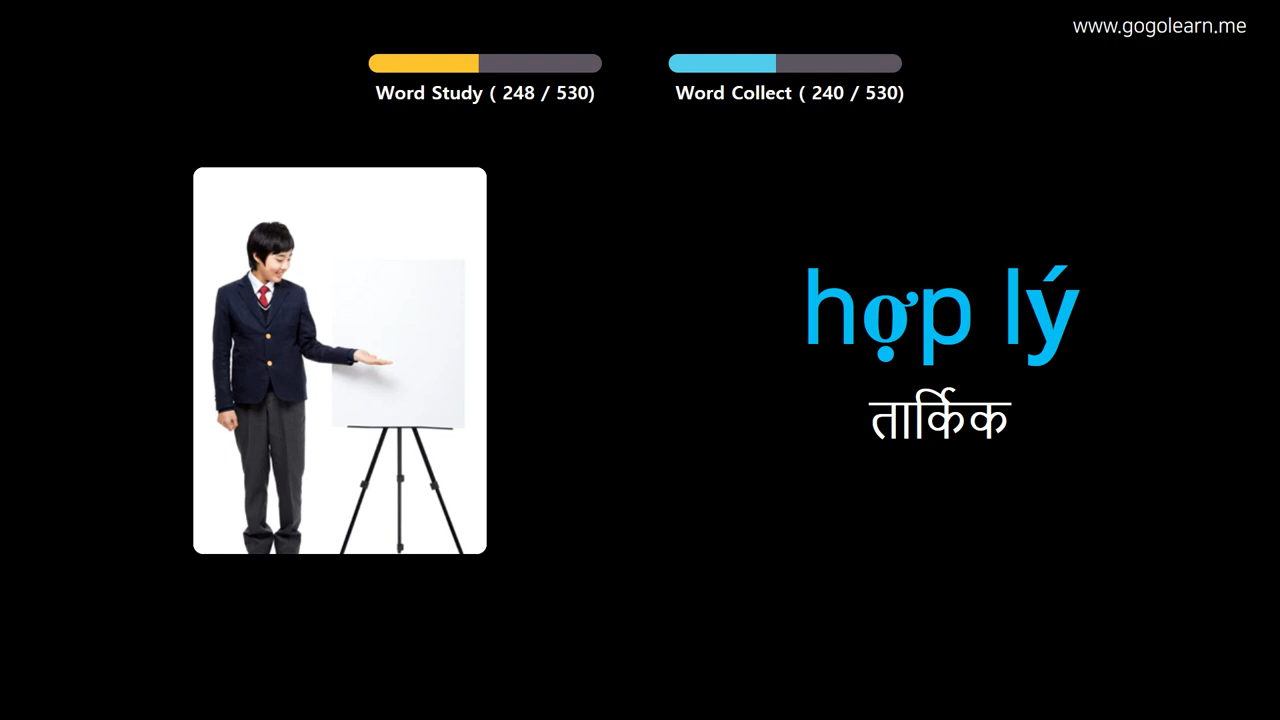 www.gogolearn.me
Word Study ( 248 / 530)
Word Collect ( 240 / 530)
hợp lý
तार्किक